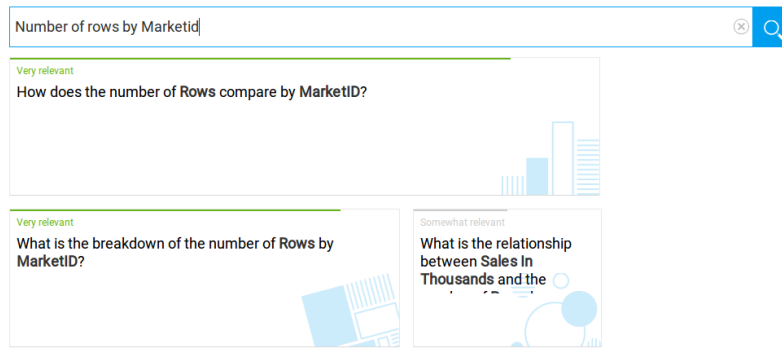 Number of rows by Marketid
Very relevant
How does the number of Rows compare by MarketID?
Very relevant
What is the breakdown of the number of Rows by
MarketID?
Somewhat relevant
What is the relationship
between Sales In
Thousands and the